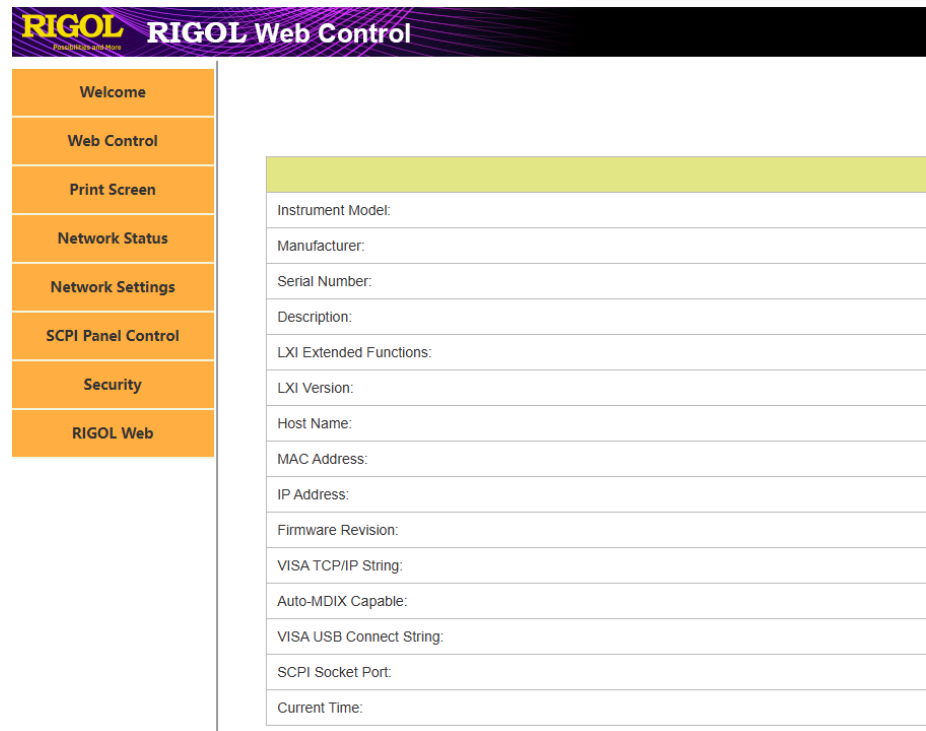 RIGOL
Possibilities and More
RIGOL Web Control
Welcome
Web Control
Print Screen
Network Status
Network Settings
SCPI Panel Control
Security
RIGOL Web
Instrument Model:
Manufacturer:
Serial Number:
Description:
LXI Extended Functions:
LXI Version:
Host Name:
MAC Address:
IP Address:
Firmware Revision:
VISA TCP/IP String:
Auto-MDIX Capable:
VISA USB Connect String:
SCPI Socket Port:
Current Time: